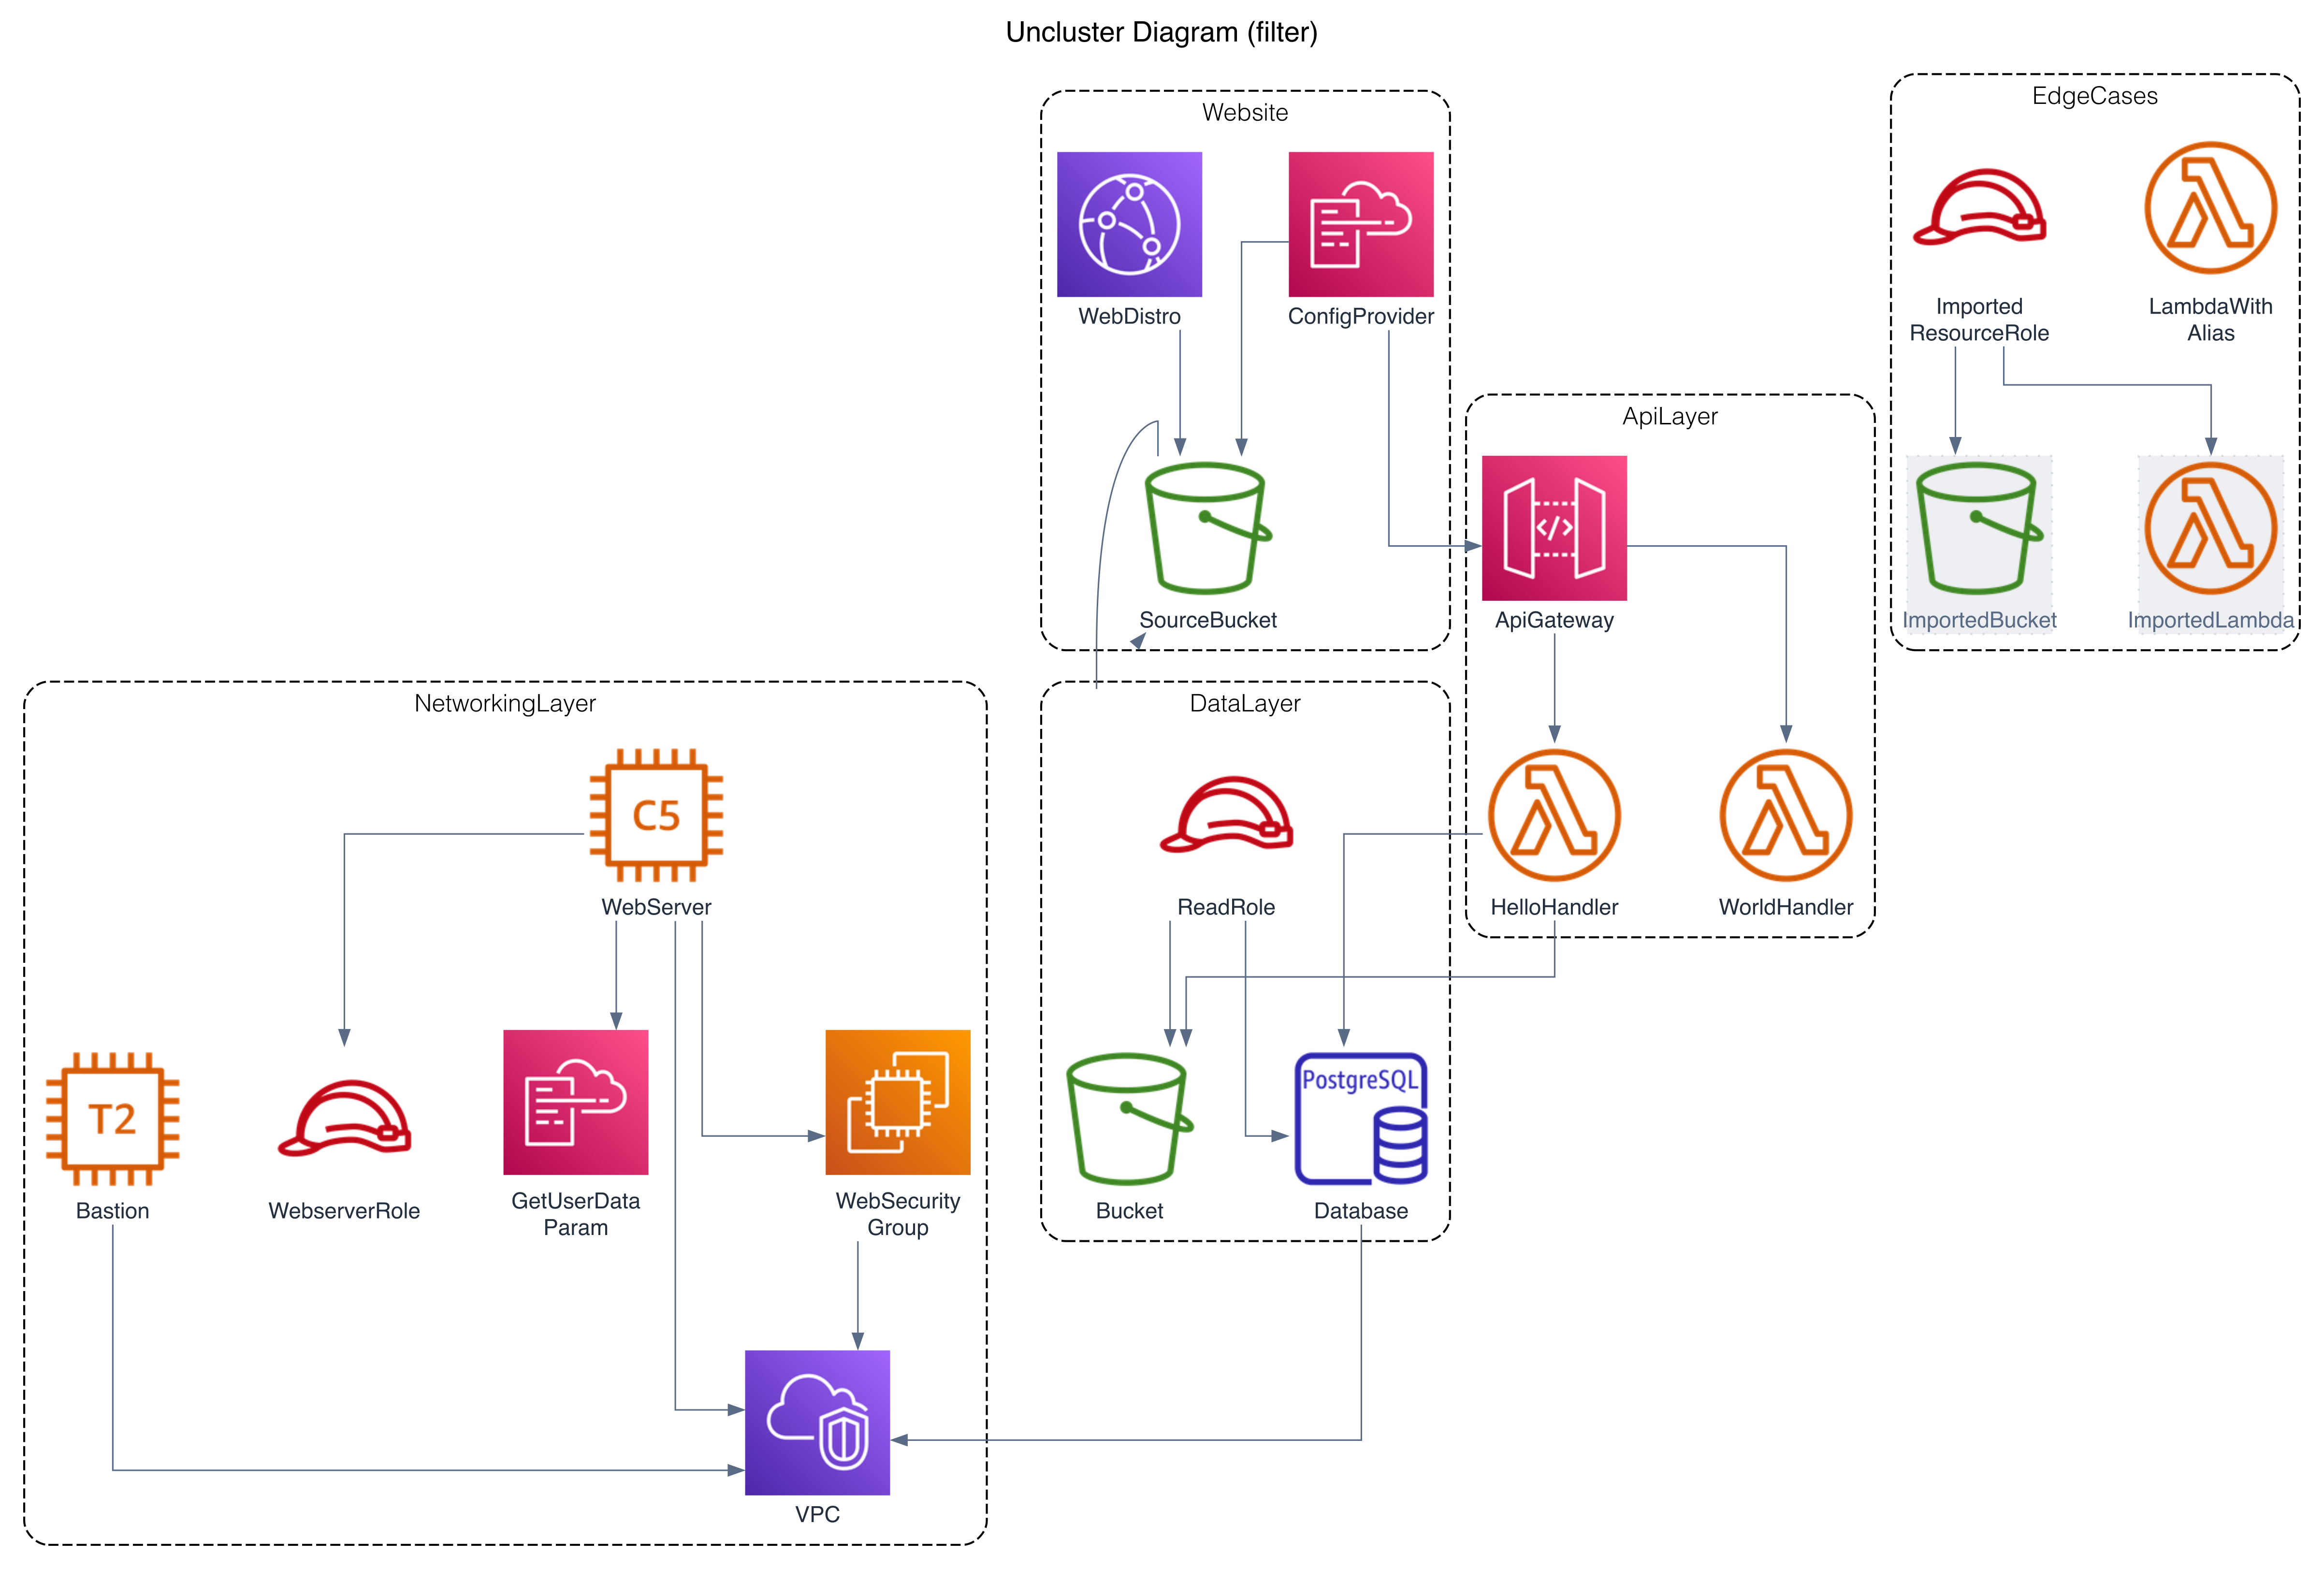 Uncluster Diagram (filter)
Website
WebDistro
ConfigProvider
SourceBucket
EdgeCases
Imported
ResourceRole
LambdaWith
Alias
ImportedBucket
ImportedLambda
ApiLayer
</>
ApiGateway
HelloHandler
WorldHandler
NetworkingLayer
C5
WebServer
T2
Bastion
WebserverRole
GetUserData
Param
WebSecurity
Group
VPC
DataLayer
ReadRole
Bucket
PostgreSQL
Database